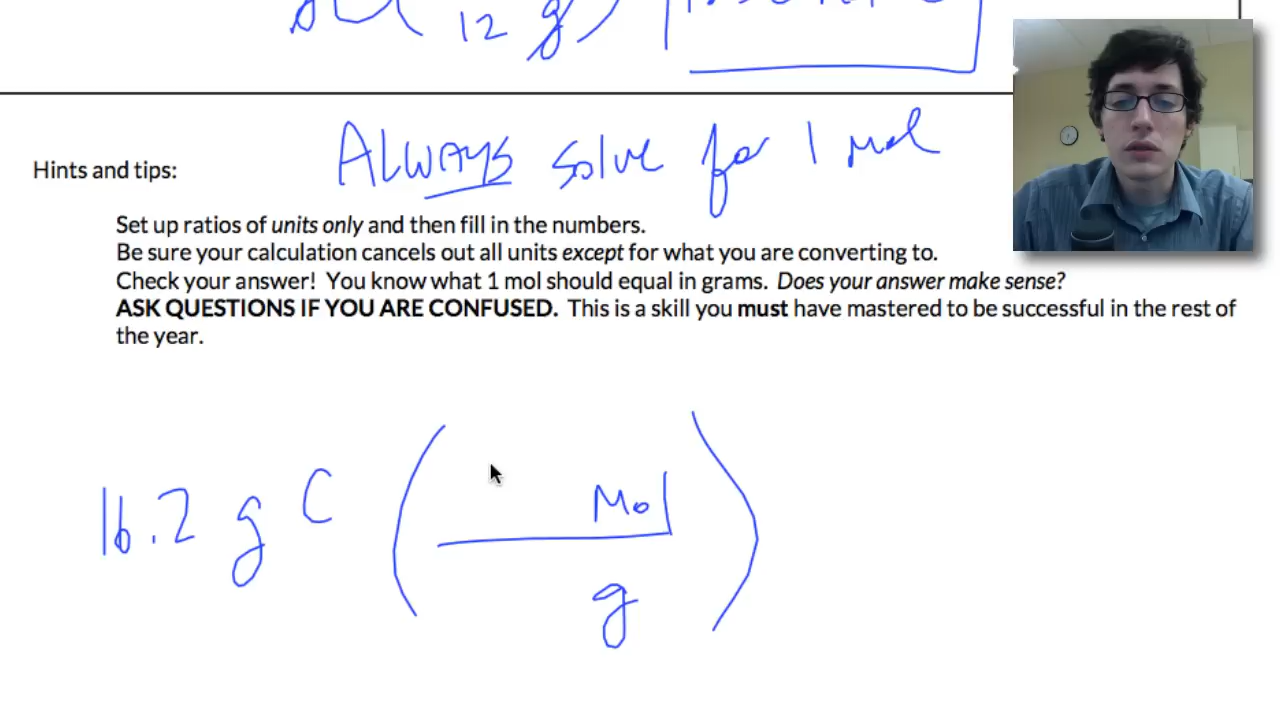 12 g
ALWAYS solve for 1 mol
Hints and tips:
Set up ratios of units only and then fill in the numbers.
Be sure your calculation cancels out all units except for what you are converting to.
Check your answer! You know what 1 mol should equal in grams. Does your answer make sense?
ASK QUESTIONS IF YOU ARE CONFUSED. This is a skill you must have mastered to be successful in the rest of
the year.
Mol
16.2 g C ( )
g